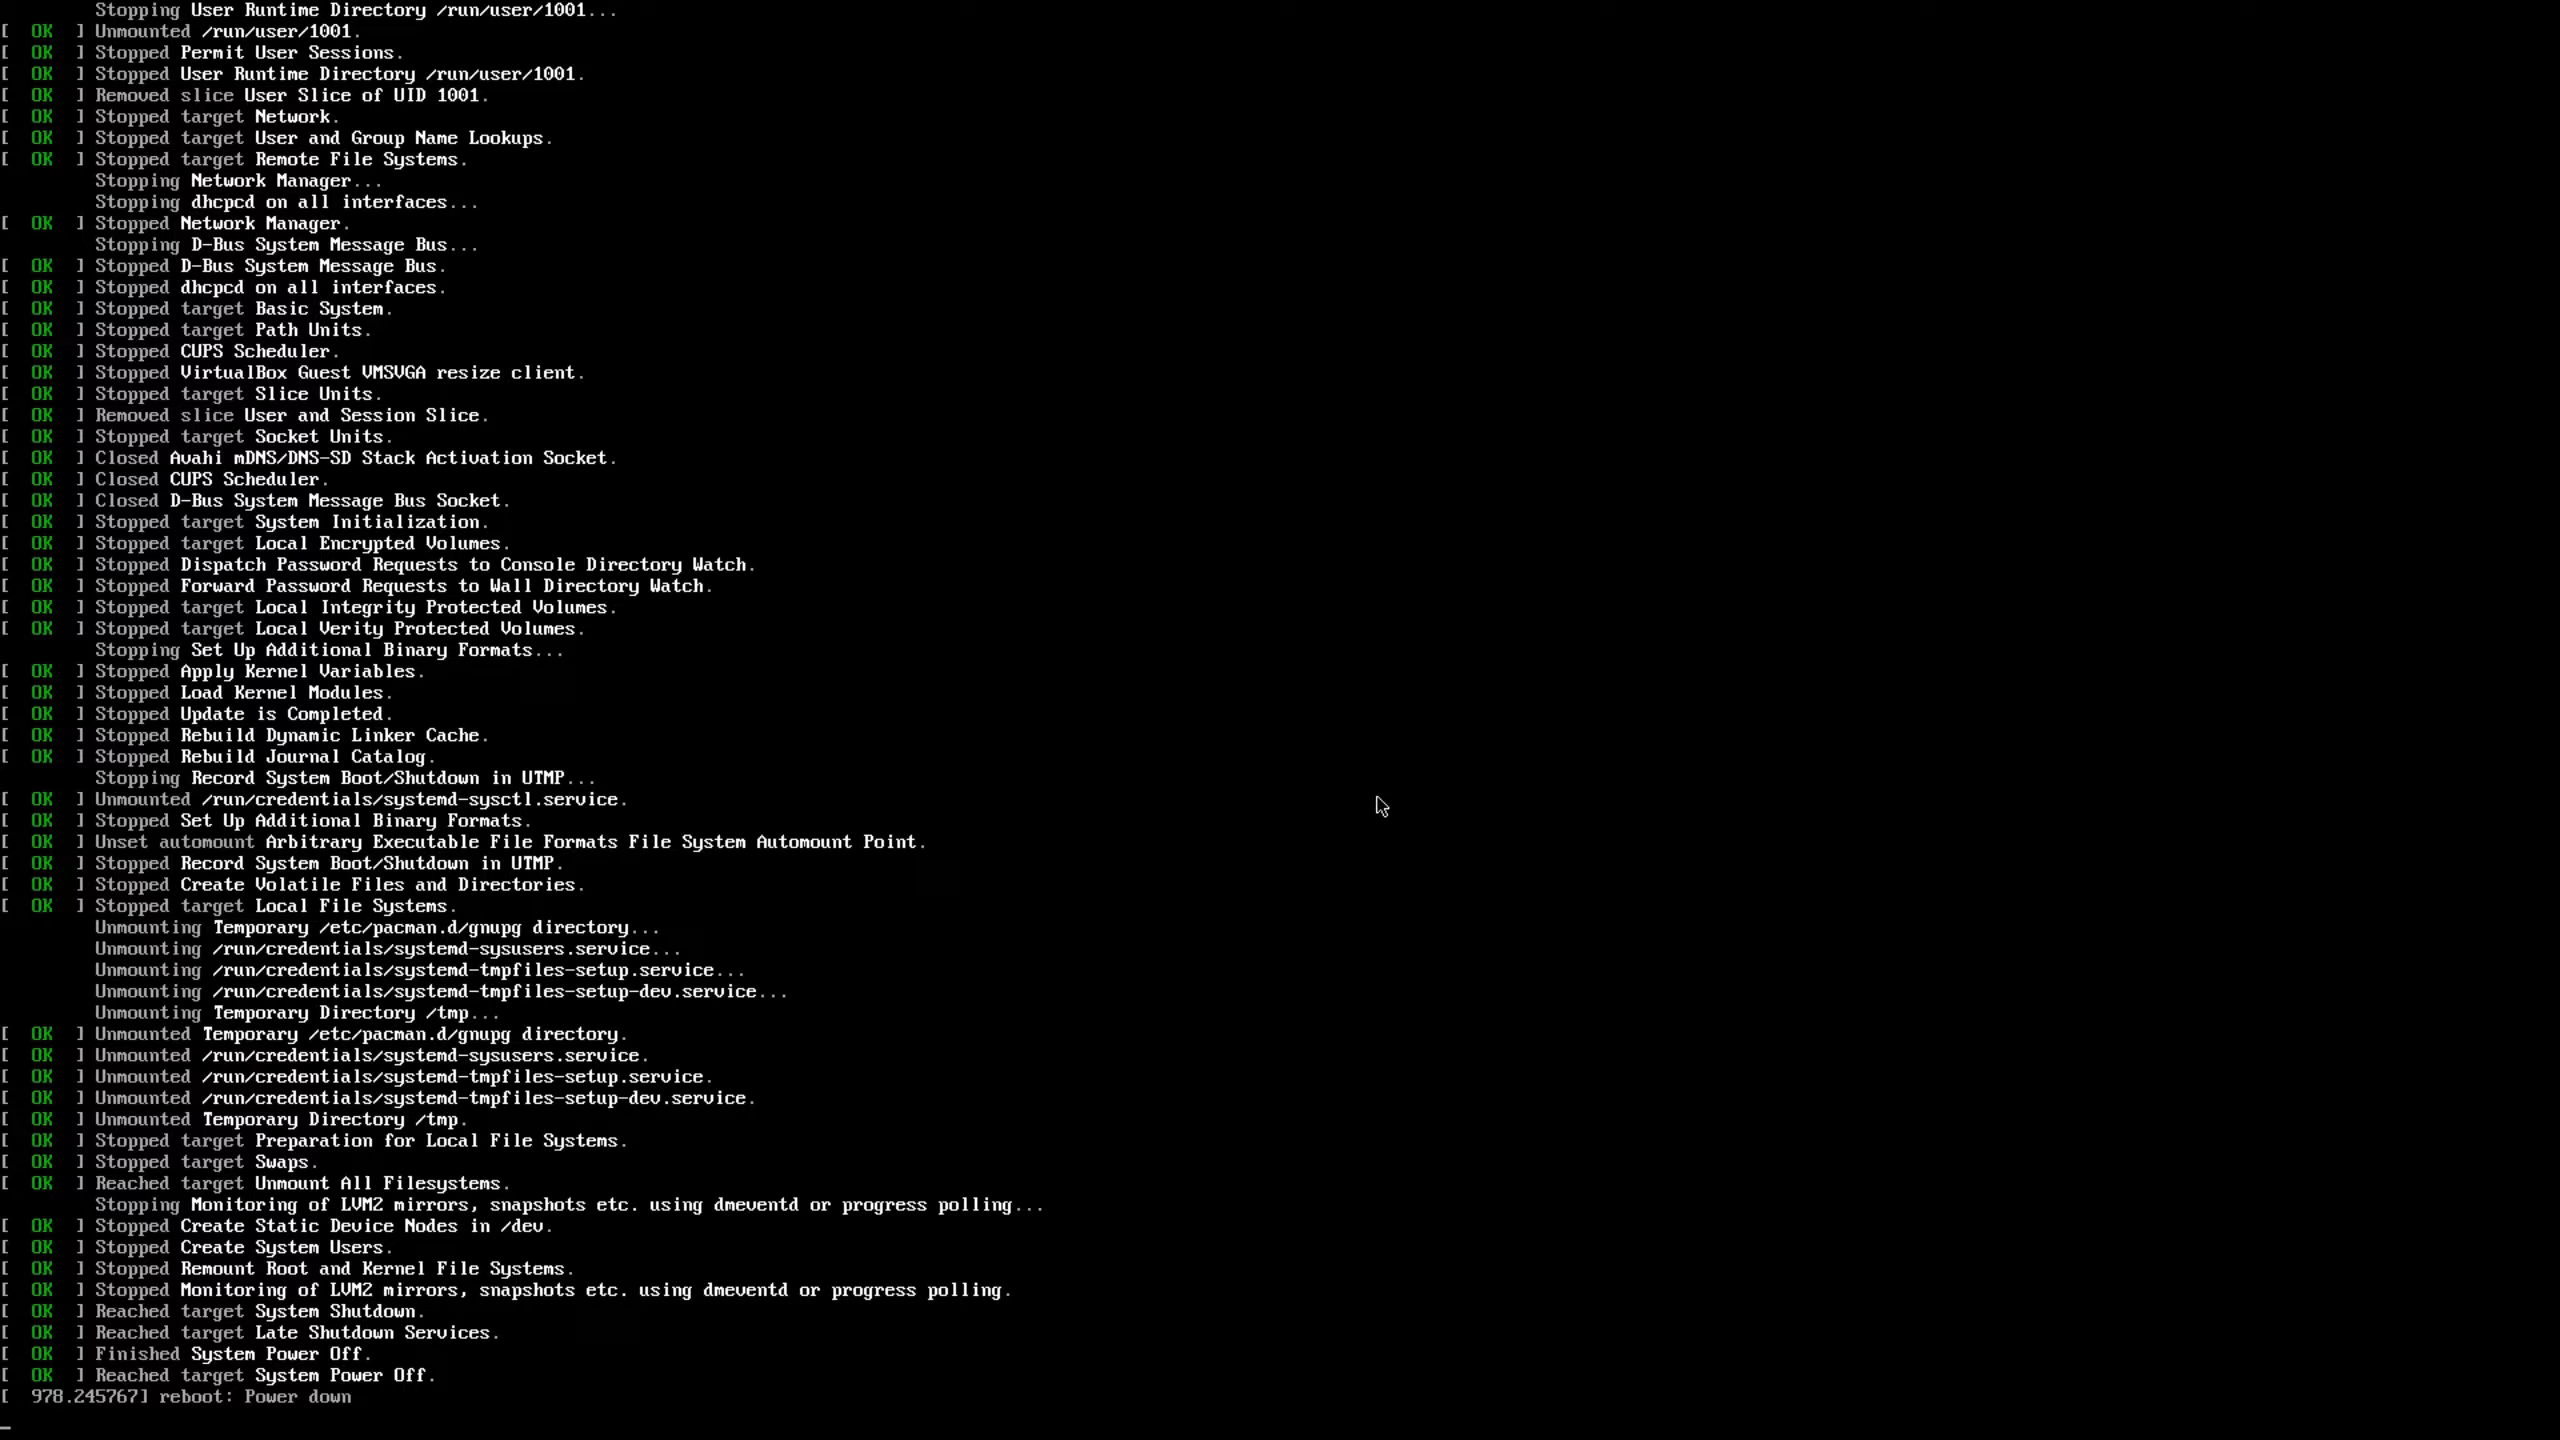 Stopping User Runtime Directory /run/user/1001...
[  OK  ] Unmounted /run/user/1001.
[  OK  ] Stopped Permit User Sessions.
[  OK  ] Stopped User Runtime Directory /run/user/1001.
[  OK  ] Removed slice User Slice of UID 1001.
[  OK  ] Stopped target Network.
[  OK  ] Stopped target User and Group Name Lookups.
[  OK  ] Stopped target Remote File Systems.
Stopping Network Manager...
Stopping dhcpcd on all interfaces...
[  OK  ] Stopped Network Manager.
Stopping D-Bus System Message Bus...
[  OK  ] Stopped D-Bus System Message Bus.
[  OK  ] Stopped dhcpcd on all interfaces.
[  OK  ] Stopped target Basic System.
[  OK  ] Stopped target Path Units.
[  OK  ] Stopped CUPS Scheduler.
[  OK  ] Stopped VirtualBox Guest VMSVGA resize client.
[  OK  ] Stopped target Slice Units.
[  OK  ] Removed slice User and Session Slice.
[  OK  ] Stopped target Socket Units.
[  OK  ] Closed Avahi mDNS/DNS-SD Stack Activation Socket.
[  OK  ] Closed CUPS Scheduler.
[  OK  ] Closed D-Bus System Message Bus Socket.
[  OK  ] Stopped target System Initialization.
[  OK  ] Stopped target Local Encrypted Volumes.
[  OK  ] Stopped Dispatch Password Requests to Console Directory Watch.
[  OK  ] Stopped Forward Password Requests to Wall Directory Watch.
[  OK  ] Stopped target Local Integrity Protected Volumes.
[  OK  ] Stopped target Local Verity Protected Volumes.
Stopping Set Up Additional Binary Formats...
[  OK  ] Stopped Apply Kernel Variables.
[  OK  ] Stopped Load Kernel Modules.
[  OK  ] Stopped Update is Completed.
[  OK  ] Stopped Rebuild Dynamic Linker Cache.
[  OK  ] Stopped Rebuild Journal Catalog.
Stopping Record System Boot/Shutdown in UTMP...
[  OK  ] Unmounted /run/credentials/systemd-sysctl.service.
[  OK  ] Stopped Set Up Additional Binary Formats.
[  OK  ] Unset automount Arbitrary Executable File Formats File System Automount Point.
[  OK  ] Stopped Record System Boot/Shutdown in UTMP.
[  OK  ] Stopped Create Volatile Files and Directories.
[  OK  ] Stopped target Local File Systems.
Unmounting Temporary /etc/pacman.d/gnupg directory...
Unmounting /run/credentials/systemd-sysusers.service...
Unmounting /run/credentials/systemd-tmpfiles-setup.service...
Unmounting /run/credentials/systemd-tmpfiles-setup-dev.service...
Unmounting Temporary Directory /tmp...
[  OK  ] Unmounted Temporary /etc/pacman.d/gnupg directory.
[  OK  ] Unmounted /run/credentials/systemd-sysusers.service.
[  OK  ] Unmounted /run/credentials/systemd-tmpfiles-setup.service.
[  OK  ] Unmounted /run/credentials/systemd-tmpfiles-setup-dev.service.
[  OK  ] Unmounted Temporary Directory /tmp.
[  OK  ] Stopped target Preparation for Local File Systems.
[  OK  ] Stopped target Swaps.
[  OK  ] Reached target Unmount All Filesystems.
Stopping Monitoring of LVM2 mirrors, snapshots etc. using dmeventd or progress polling...
[  OK  ] Stopped Create Static Device Nodes in /dev.
[  OK  ] Stopped Create System Users.
[  OK  ] Stopped Remount Root and Kernel File Systems.
[  OK  ] Stopped Monitoring of LVM2 mirrors, snapshots etc. using dmeventd or progress polling.
[  OK  ] Reached target System Shutdown.
[  OK  ] Reached target Late Shutdown Services.
[  OK  ] Finished System Power Off.
[  OK  ] Reached target System Power Off.
[  978.245767] reboot: Power down